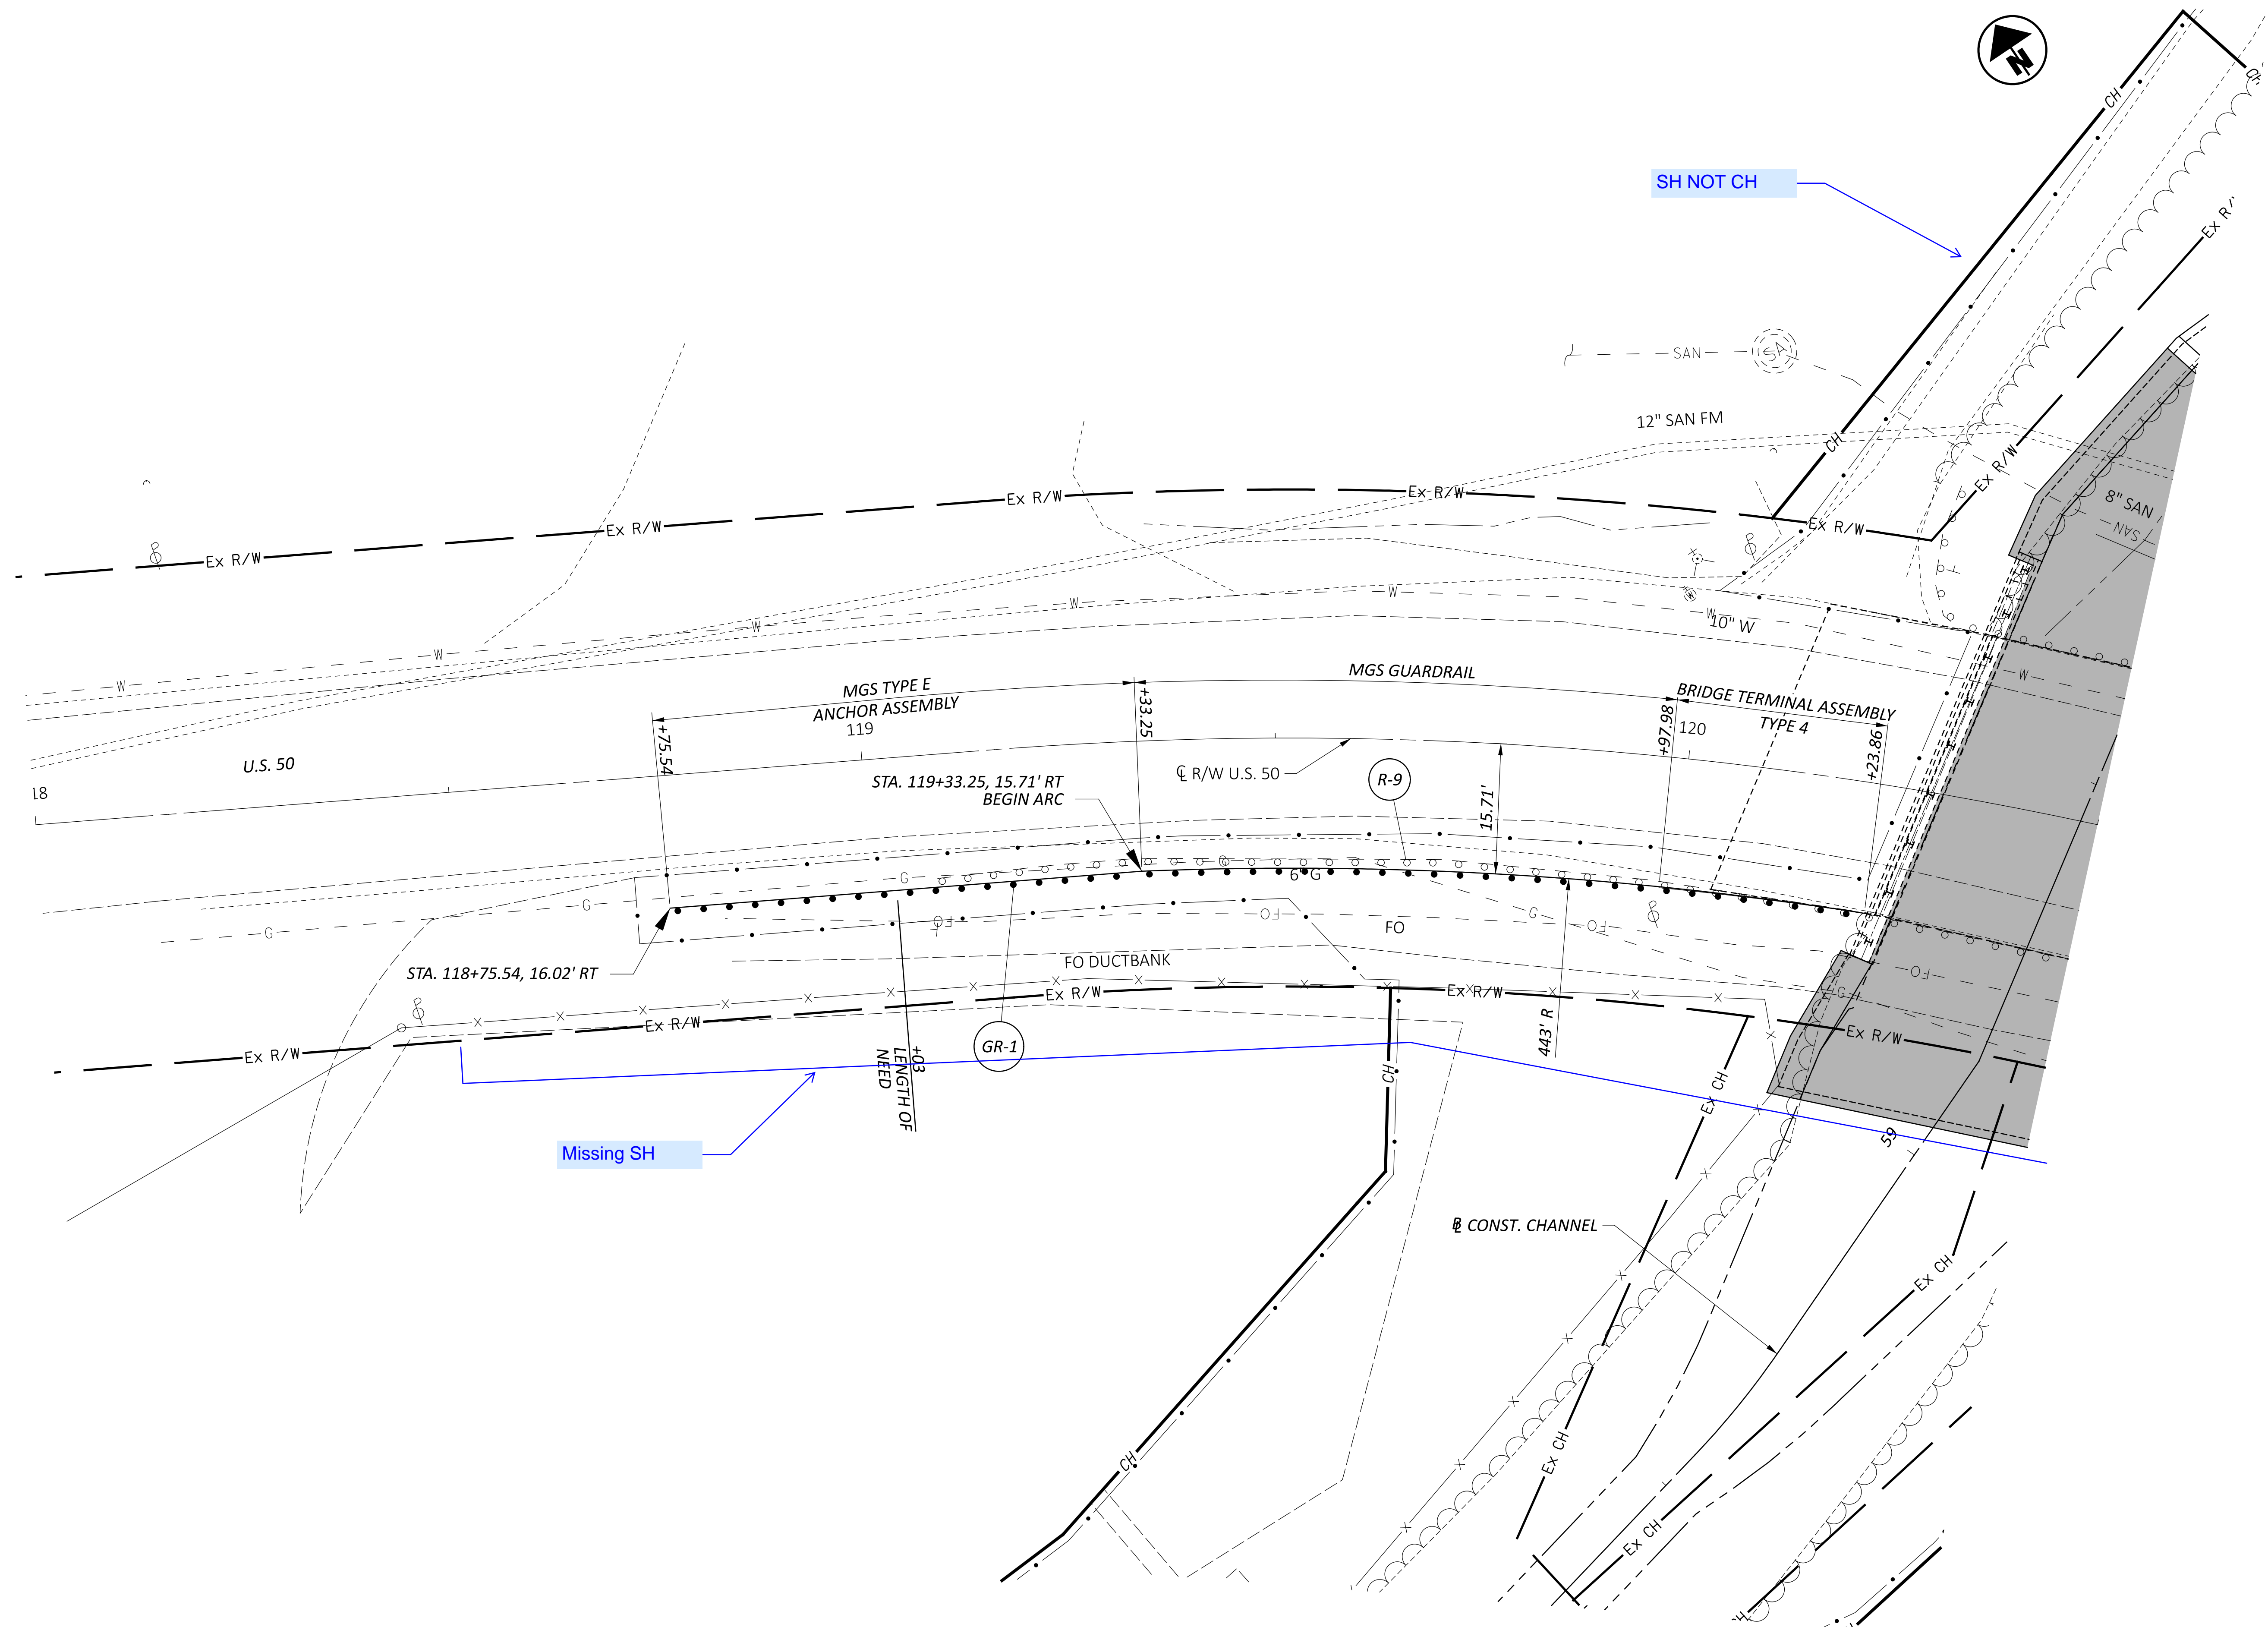 N
CH
CH
SH NOT CH
Ex R/
SAN
SA
12" SAN FM
CH
Ex R/W
8" SAN
SAN
Ex R/W
Ex R/W
Ex R/W
Ex R/W
Ex R/W
W
W
W
W
W
W
10" W
W
MGS TYPE E
ANCHOR ASSEMBLY
MGS GUARDRAIL
BRIDGE TERMINAL ASSEMBLY
TYPE 4
+75.54
119
+33.25
+97.98
120
+23.86
U.S. 50
18
STA. 119+33.25, 15.71' RT
BEGIN ARC
℄ R/W U.S. 50
R-9
15.71'
G
G
G
G
6" G
G
G
FO
FO
FO
FO
FO
STA. 118+75.54, 16.02' RT
FO DUCTBANK
Ex R/W
Ex R/W
Ex R/W
Ex R/W
Ex R/W
+03
LENGTH OF
NEED
GR-1
443' R
CH
Ex CH
Missing SH
59
BL CONST. CHANNEL
Ex CH
CH
Ex CH
Ex CH